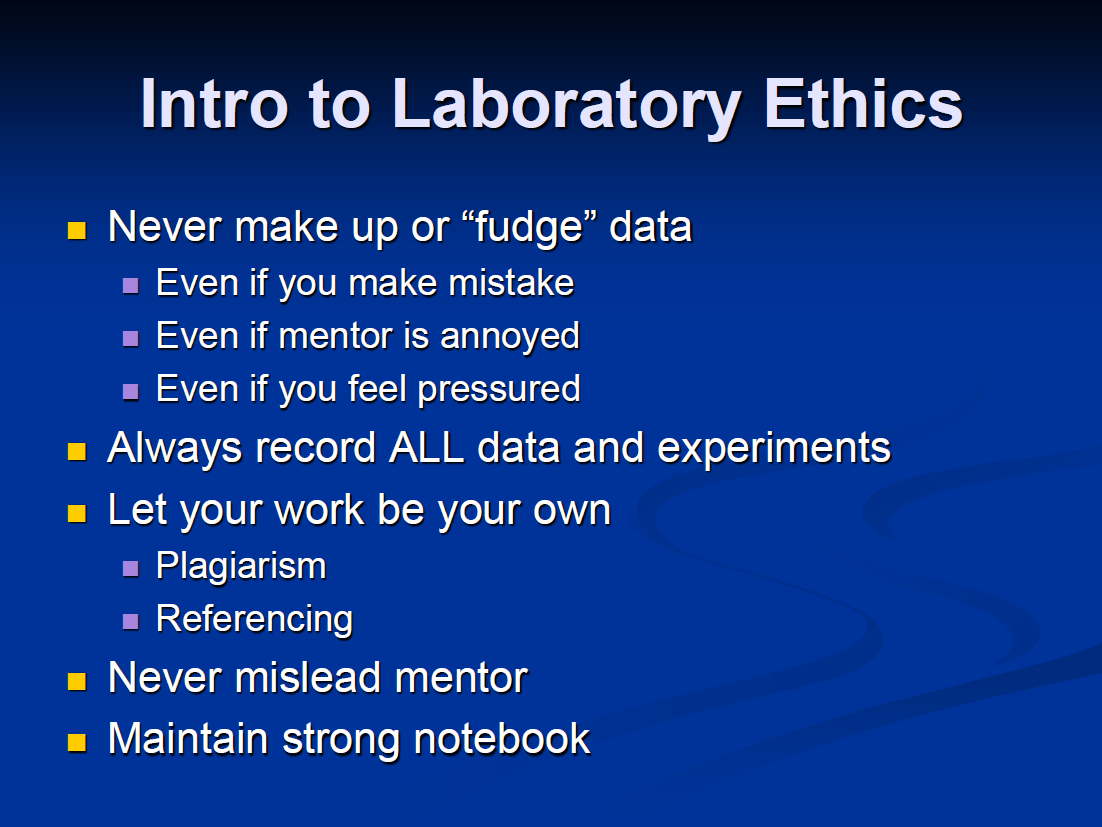 Intro to Laboratory Ethics
Never make up or “fudge” data
Even if you make mistake
Even if mentor is annoyed
Even if you feel pressured
Always record ALL data and experiments
Let your work be your own
Plagiarism
Referencing
Never mislead mentor
Maintain strong notebook